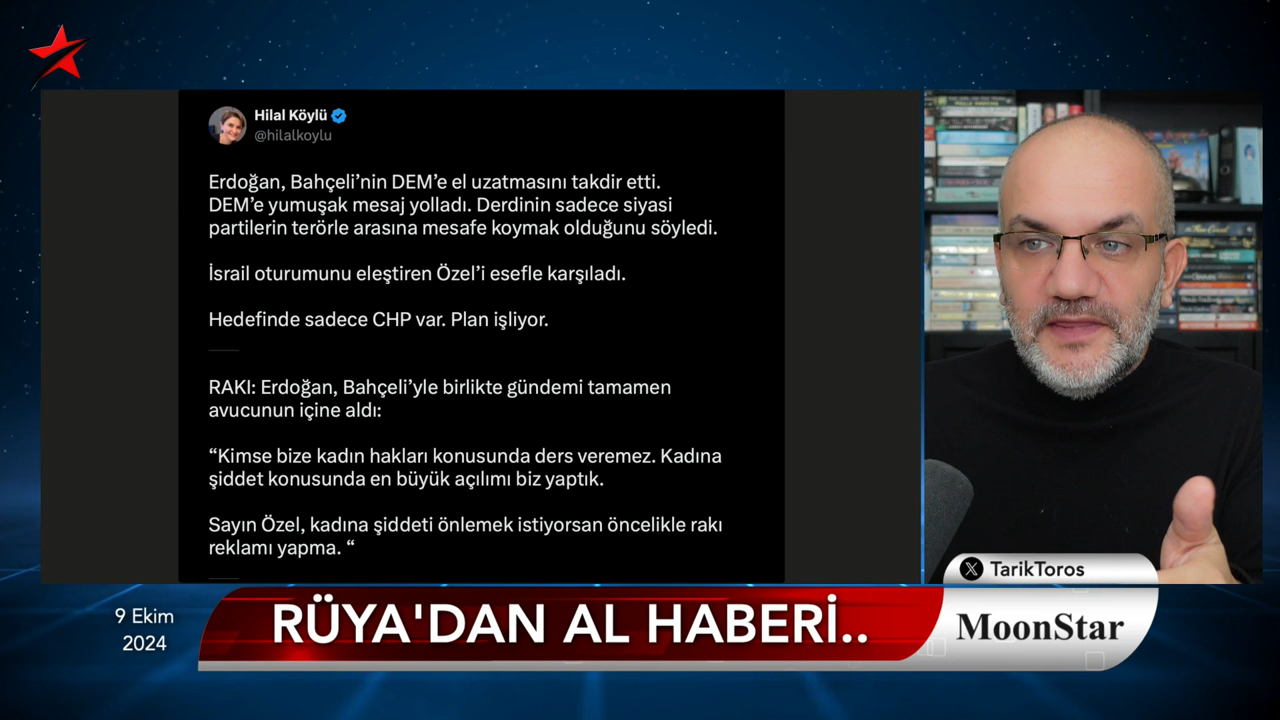 Hilal Köylü
@hilalkoylu
Erdoğan, Bahçeli’nin DEM’e el uzatmasını takdir etti.
DEM’e yumuşak mesaj yolladı. Derdinin sadece siyasi
partilerin terörle arasına mesafe koymak olduğunu söyledi.
İsrail oturumunu eleştiren Özel’i esefle karşıladı.
Hedefinde sadece CHP var. Plan işliyor.
RAKI: Erdoğan, Bahçeli’yle birlikte gündemi tamamen
avucunun içine aldı:
“Kimse bize kadın hakları konusunda ders veremez. Kadına
şiddet konusunda en büyük açılımı biz yaptık.
Sayın Özel, kadına şiddeti önlemek istiyorsan öncelikle rakı
reklamı yapma. “
X TarikToros
9 Ekim
2024
RÜYA'DAN AL HABERİ..
MoonStar